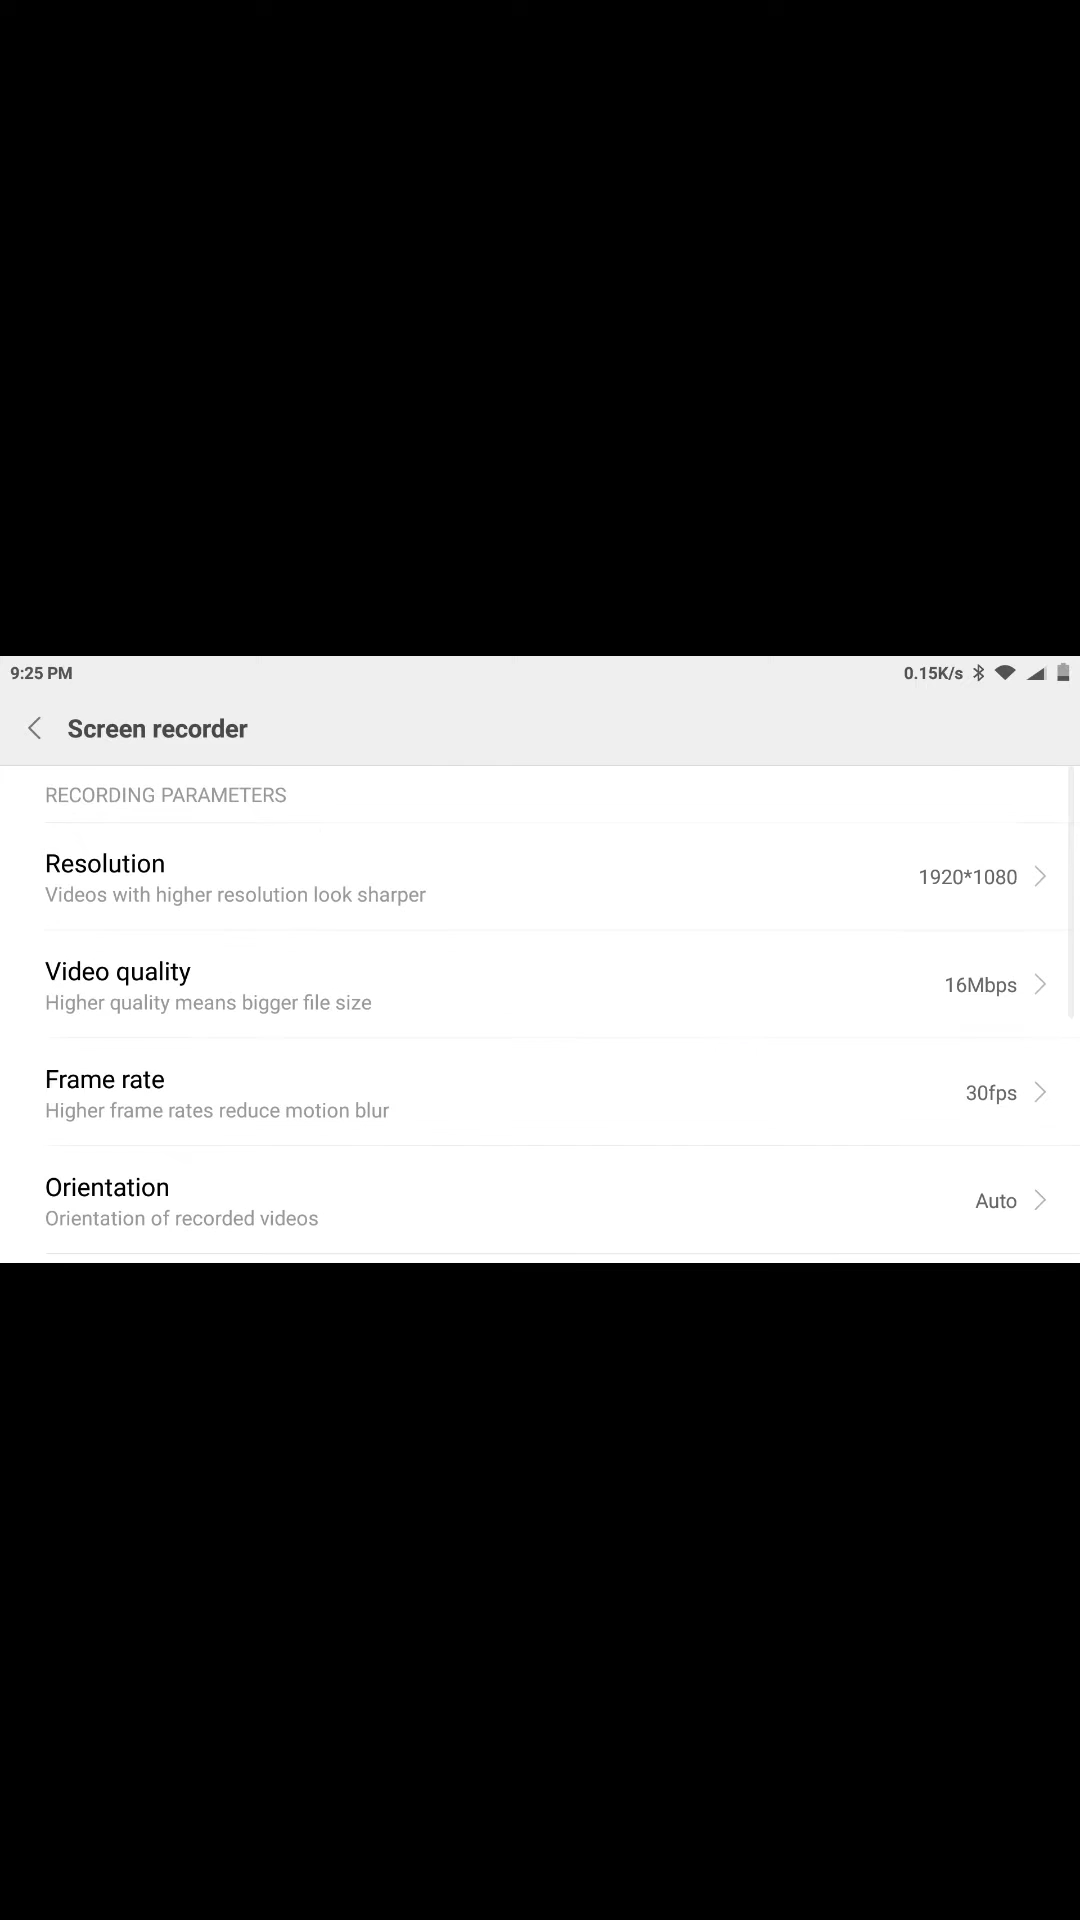 9:25 PM
0.15K/s
Screen recorder
RECORDING PARAMETERS
Resolution
Videos with higher resolution look sharper
1920*1080
Video quality
Higher quality means bigger file size
16Mbps
Frame rate
Higher frame rates reduce motion blur
30fps
Orientation
Orientation of recorded videos
Auto